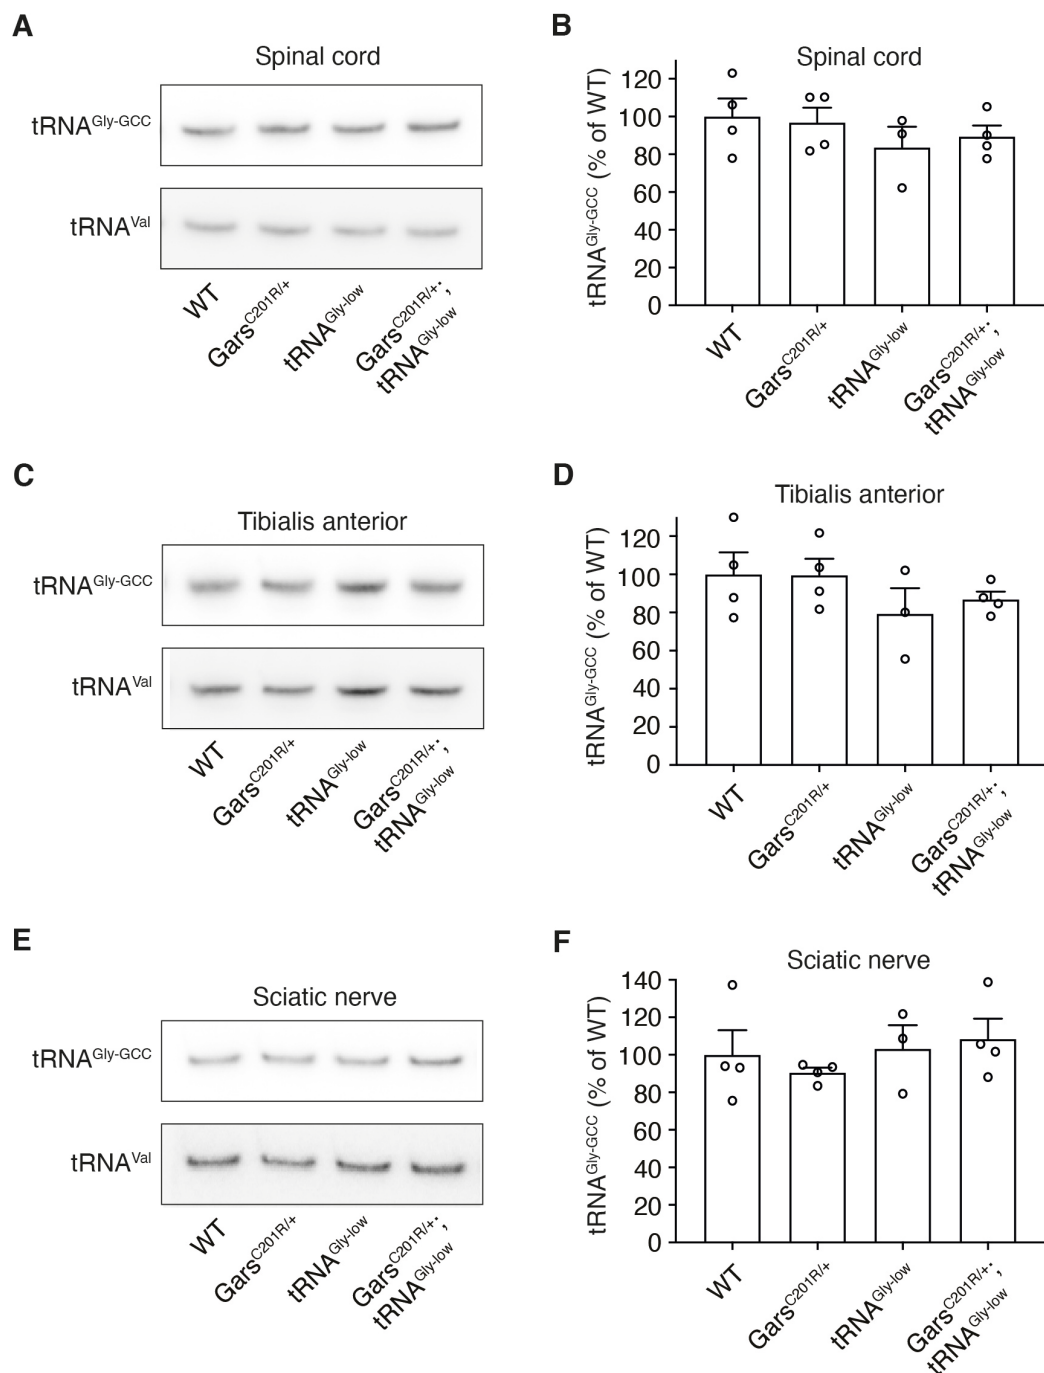 A
Spinal cord
tRNAGly-GCC
tRNAVal
WT
GarsC201R/+
tRNAGly-low
GarsC201R/+;
tRNAGly-low
B
Spinal cord
tRNAGly-GCC (% of WT)
120
100
80
60
40
20
0
WT
GarsC201R/+
tRNAGly-low
GarsC201R/+;
tRNAGly-low
C
Tibialis anterior
tRNAGly-GCC
tRNAVal
WT
GarsC201R/+
tRNAGly-low
GarsC201R/+;
tRNAGly-low
D
Tibialis anterior
tRNAGly-GCC (% of WT)
120
100
80
60
40
20
0
WT
GarsC201R/+
tRNAGly-low
GarsC201R/+;
tRNAGly-low
E
Sciatic nerve
tRNAGly-GCC
tRNAVal
WT
GarsC201R/+
tRNAGly-low
GarsC201R/+;
tRNAGly-low
F
Sciatic nerve
tRNAGly-GCC (% of WT)
140
120
100
80
60
40
20
0
WT
GarsC201R/+
tRNAGly-low
GarsC201R/+;
tRNAGly-low